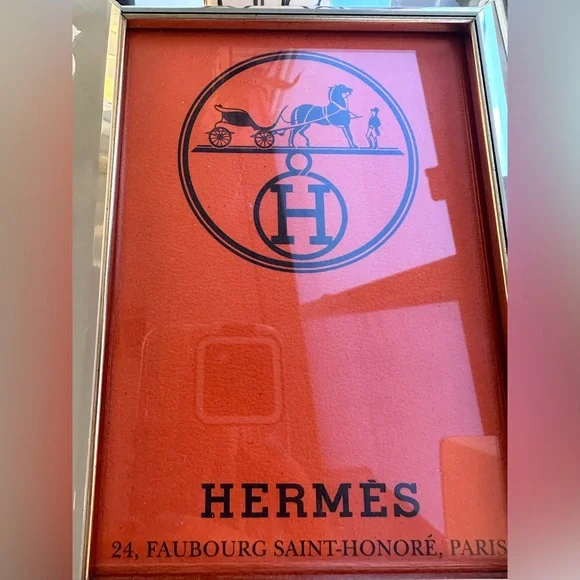 H
HERMÈS
24, FAUBOURG SAINT-HONORÉ, PARIS